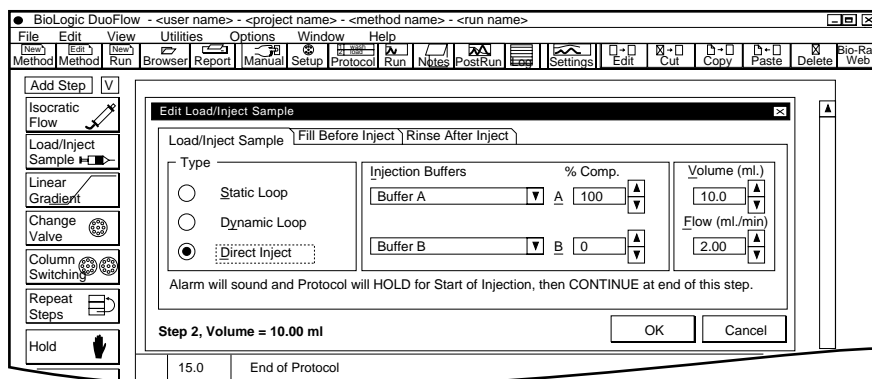 BioLogic DuoFlow - <user name> - <project name> - <method name> - <run name>
File Edit View Utilities Options Window Help
New Edit New 1 wash
2 load
Method Method Run Browser Report Manual Setup Protocol Run Notes PostRun Log Settings Edit Cut Copy Paste Delete Bio-Ra
Web
Add Step V
Isocratic
Flow
Load/Inject
Sample
Linear
Gradient
Change
Valve
Column
Switching
Repeat
Steps
Hold
Edit Load/Inject Sample
Load/Inject Sample Fill Before Inject Rinse After Inject
Type
Static Loop
Dynamic Loop
Direct Inject
Injection Buffers % Comp.
Buffer A A 100
Buffer B B 0
Volume (ml.)
10.0
Flow (ml./min)
2.00
Alarm will sound and Protocol will HOLD for Start of Injection, then CONTINUE at end of this step.
Step 2, Volume = 10.00 ml
OK Cancel
15.0 End of Protocol